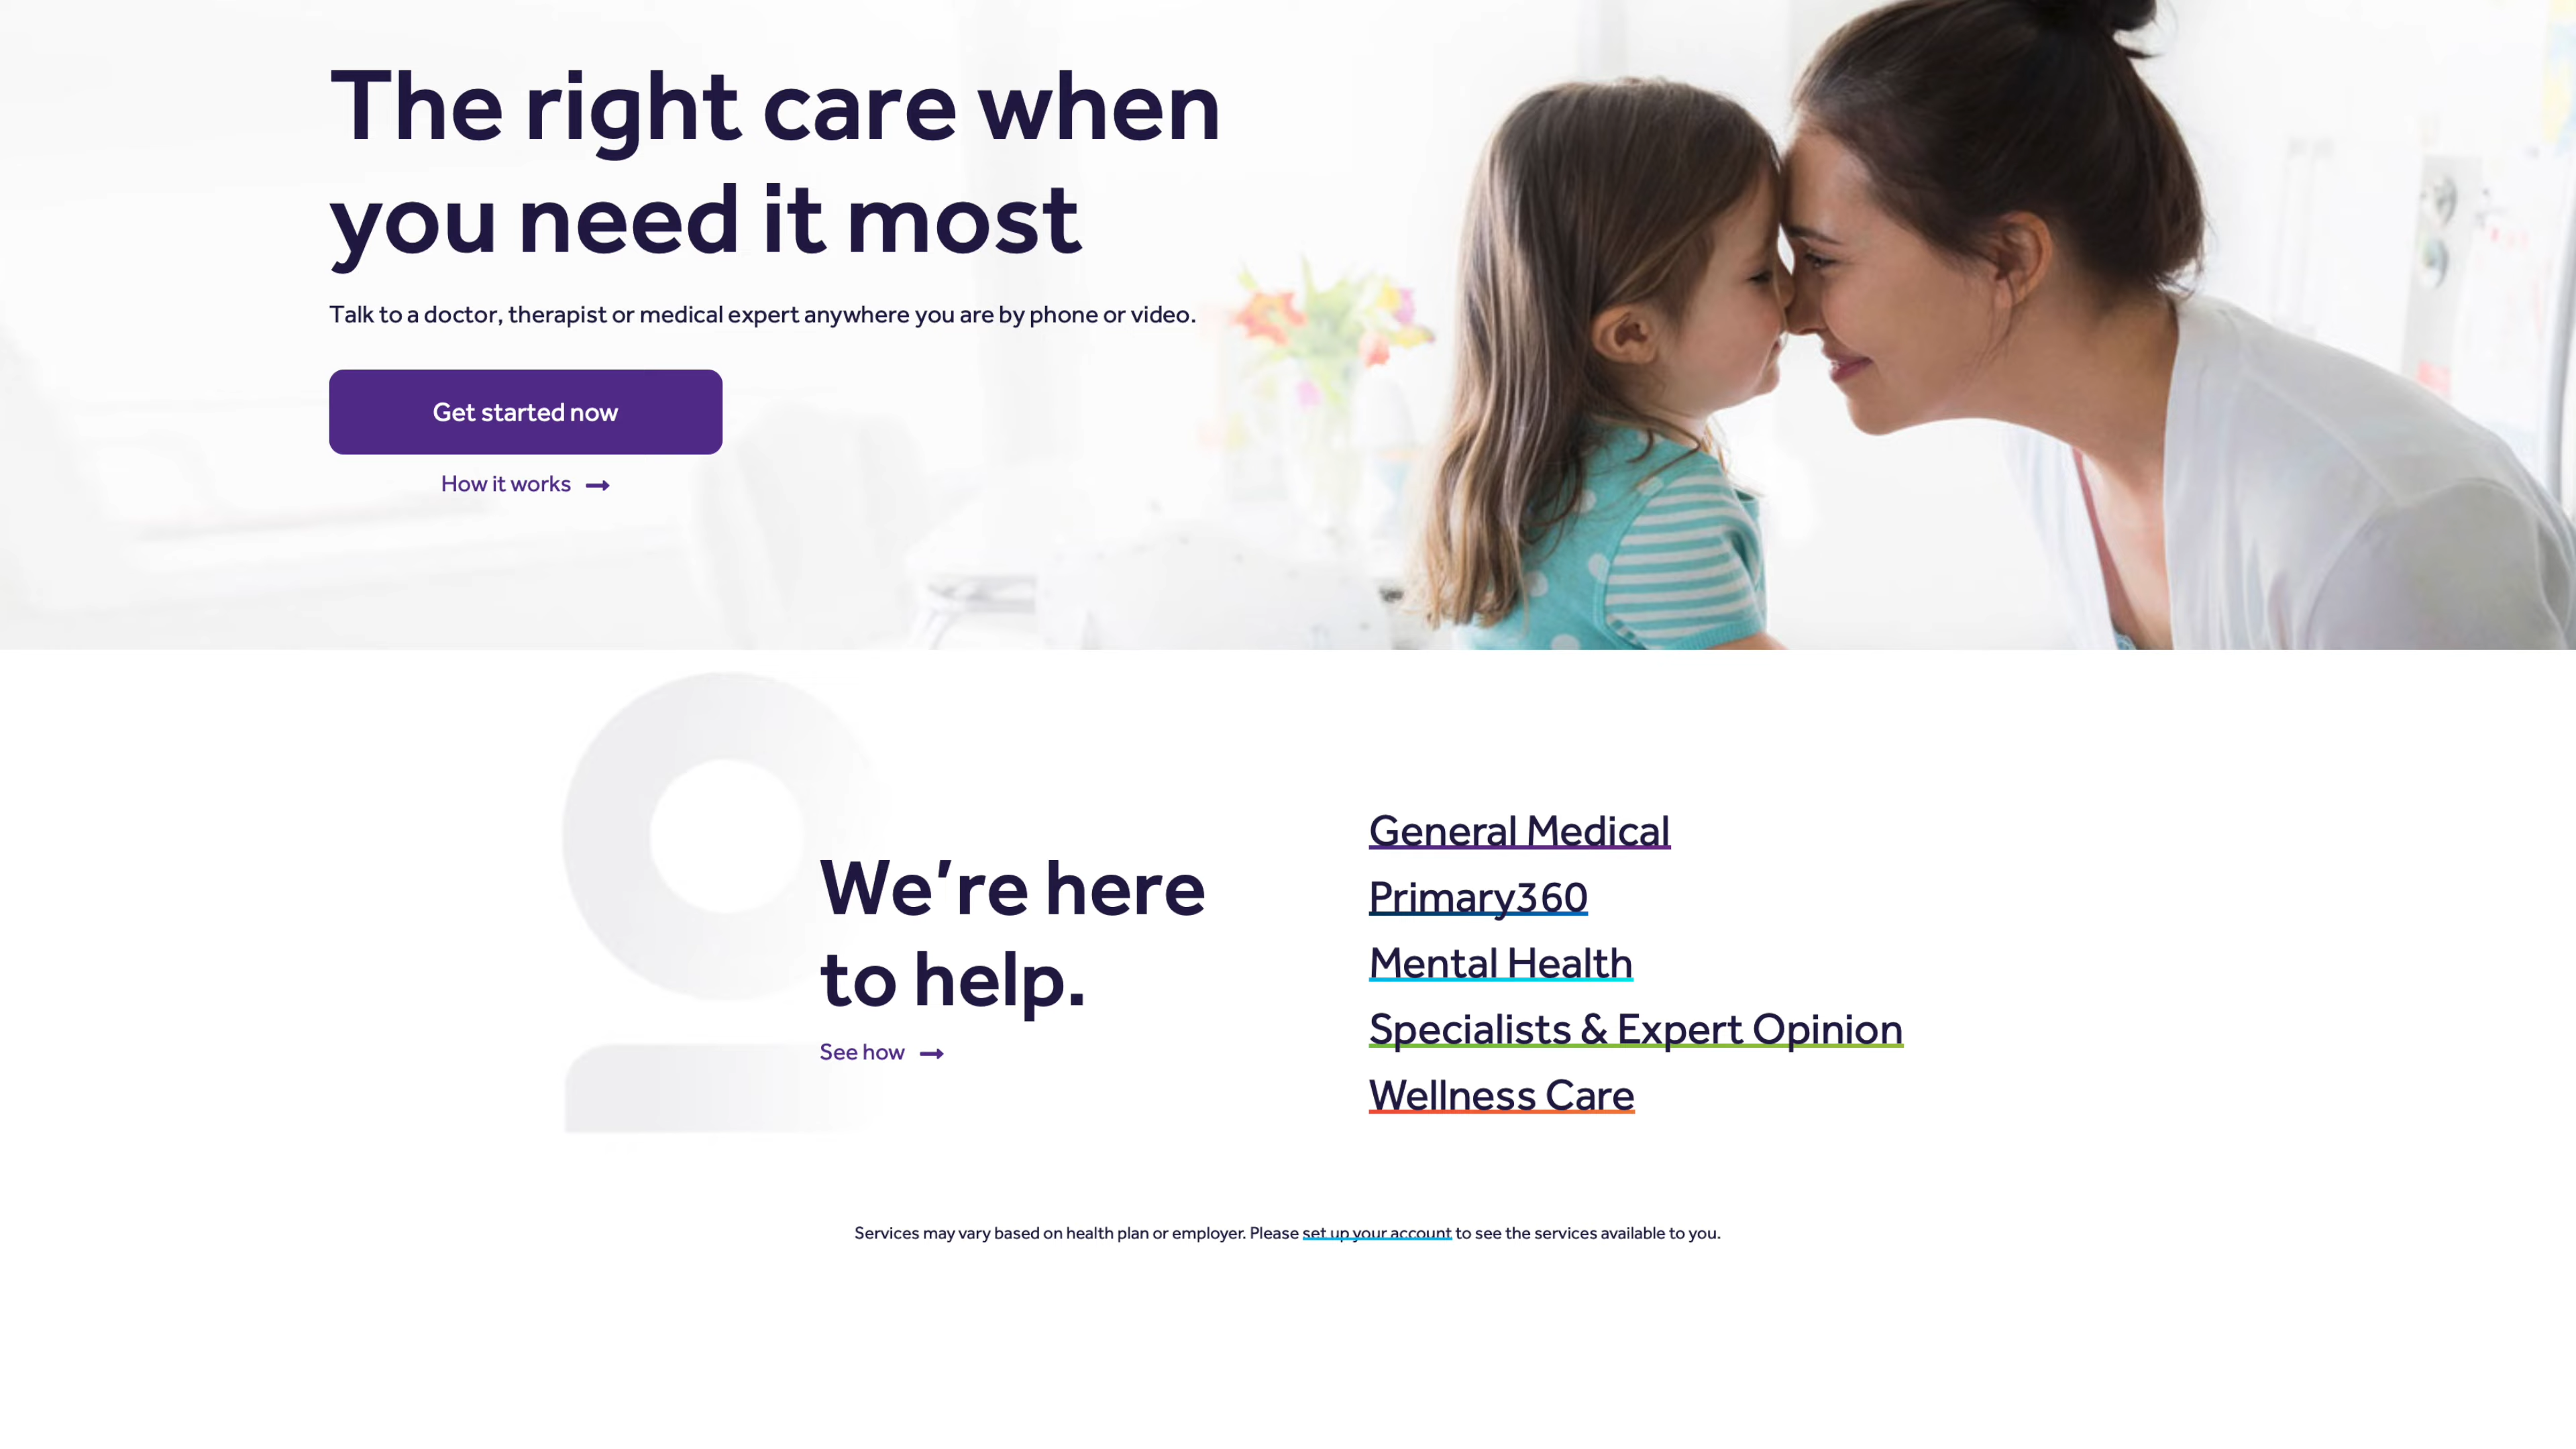 The right care when
you need it most
Talk to a doctor, therapist or medical expert anywhere you are by phone or video.
Get started now
How it works →
We’re here
to help.
See how →
General Medical
Primary360
Mental Health
Specialists & Expert Opinion
Wellness Care
Services may vary based on health plan or employer. Please set up your account to see the services available to you.